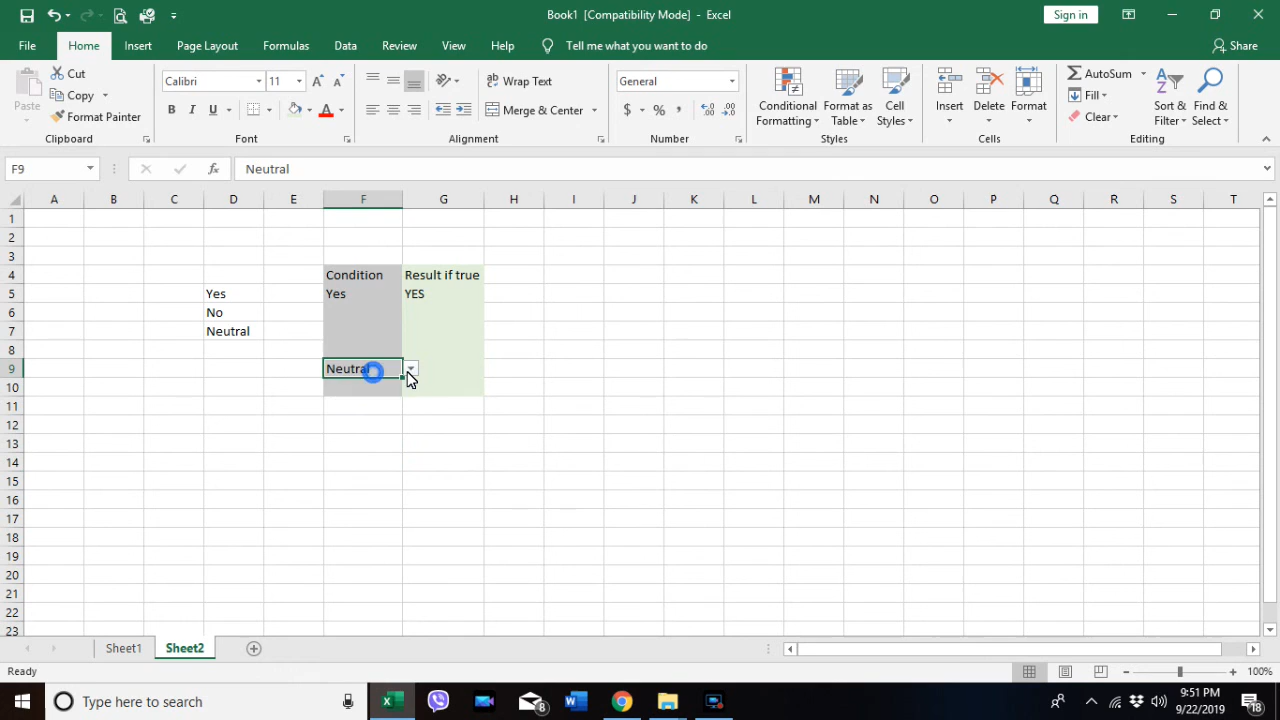 Book1 [Compatibility Mode] - Excel
Sign in
File Home Insert Page Layout Formulas Data Review View Help Tell me what you want to do Share
Paste
Cut
Copy
Format Painter
Clipboard
Calibri 11
B I U A
Font
Wrap Text
Merge & Center
Alignment
General
$ % ,
Number
Conditional Formatting
Format as Table
Cell Styles
Styles
Insert Delete Format
Cells
AutoSum
Fill
Clear
Sort & Filter
Find & Select
Editing
F9 fx Neutral
A B C D E F G H I J K L M N O P Q R S T
1
2
3
4 Condition Result if true
5 Yes Yes YES
6 No
7 Neutral
8
9 Neutral
10
11
12
13
14
15
16
17
18
19
20
21
22
23
Sheet1 Sheet2
Ready 100%
Type here to search 8 9:51 PM
9/22/2019 18